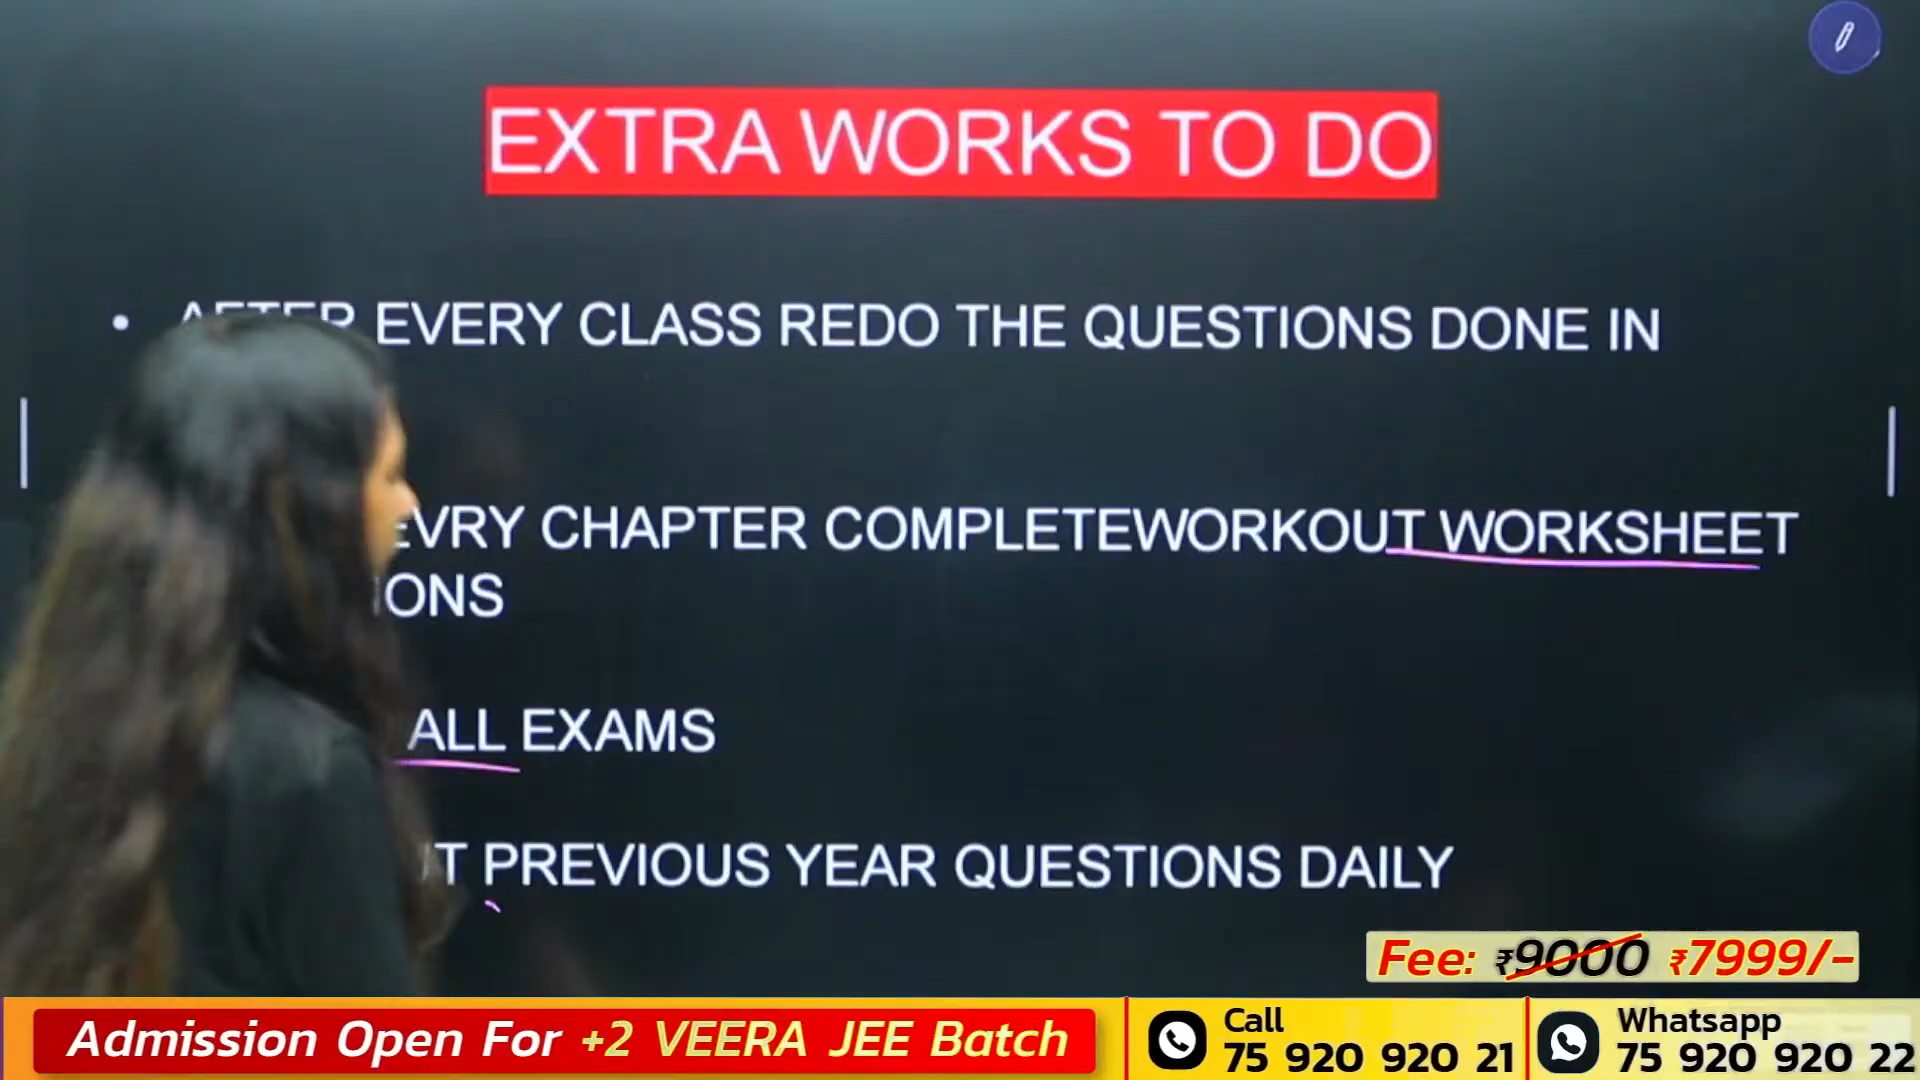 EXTRA WORKS TO DO
• AFTER EVERY CLASS REDO THE QUESTIONS DONE IN
EVRY CHAPTER COMPLETEWORKOUT WORKSHEET
ONS
ALL EXAMS
PREVIOUS YEAR QUESTIONS DAILY
Fee: ₹9000 ₹7999/-
Admission Open For +2 VEERA JEE Batch
Call
75 920 920 21
Whatsapp
75 920 920 22